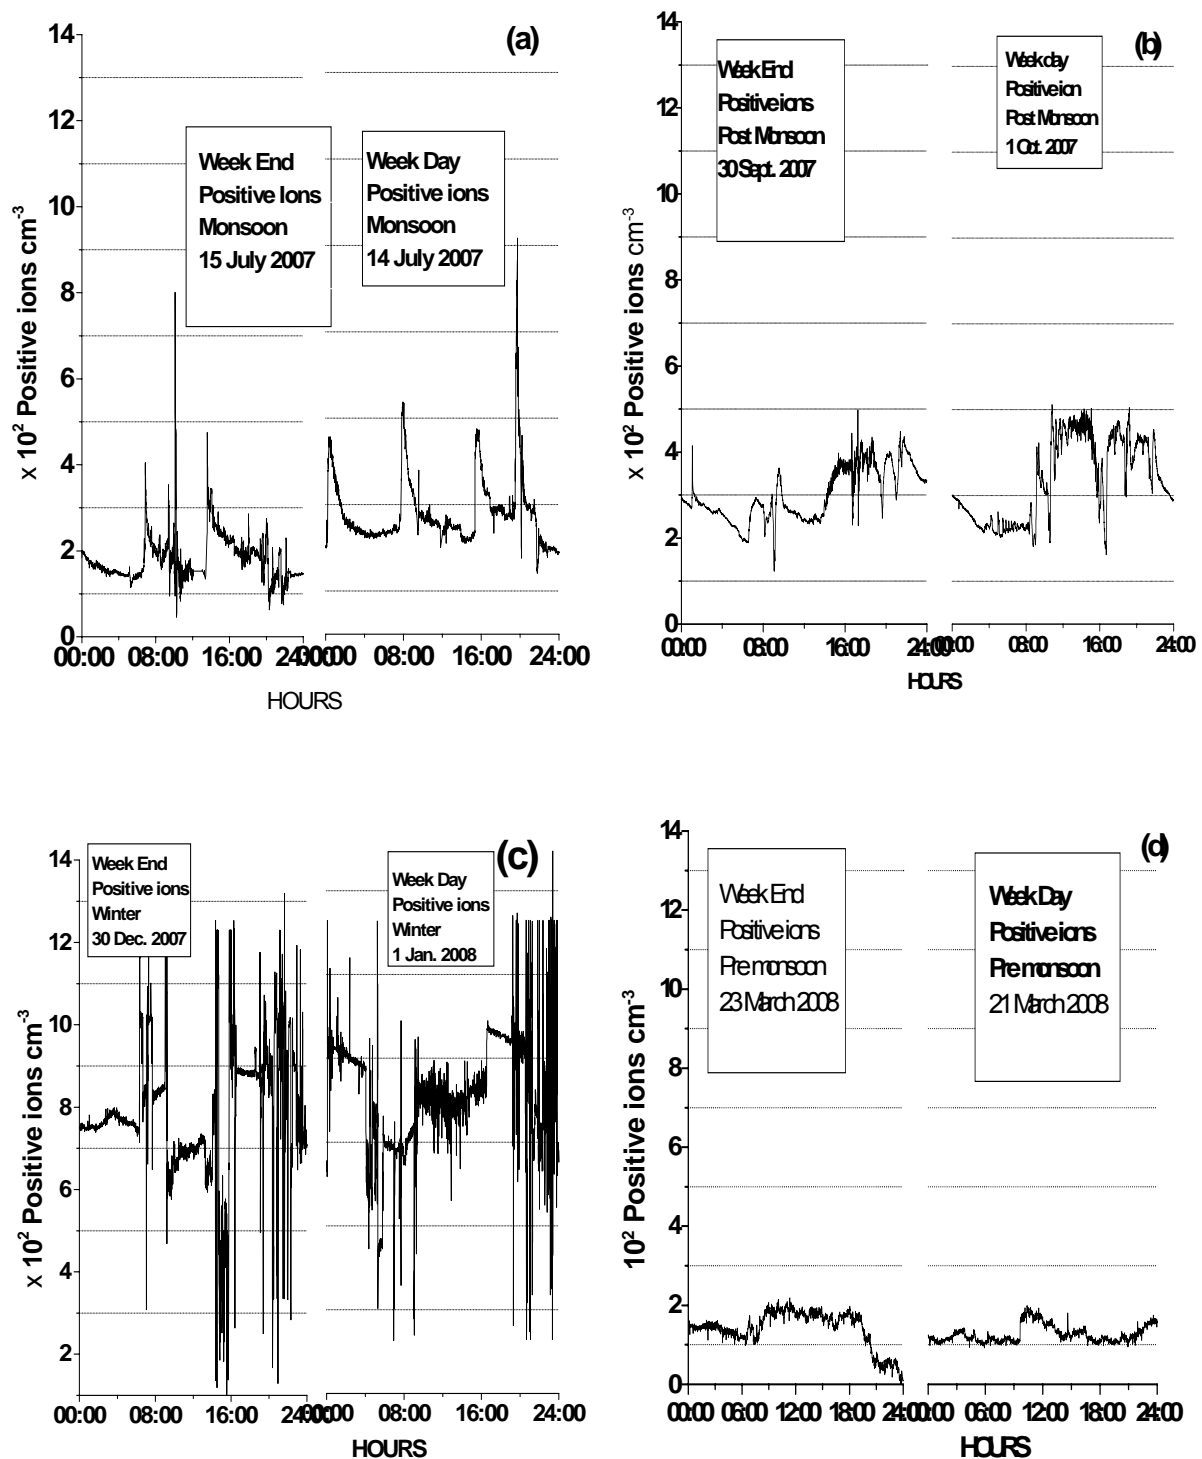 (a)
14
12
10
8
6
4
2
0
x 10² Positive ions cm⁻³
Week End
Positive Ions
Monsoon
15 July 2007
Week Day
Positive ions
Monsoon
14 July 2007
00:00 08:00 16:00 24:00 00:00 08:00 16:00 24:00
HOURS
(b)
14
12
10
8
6
4
2
0
x 10² Positive ions cm⁻³
Week End
Positive ions
Post Monsoon
30 Sept. 2007
Week day
Positive ion
Post Monsoon
1 Oct. 2007
00:00 08:00 16:00 24:00 00:00 08:00 16:00 24:00
HOURS
(c)
14
12
10
8
6
4
2
x 10² Positive ions cm⁻³
Week End
Positive ions
Winter
30 Dec. 2007
Week Day
Positive ions
Winter
1 Jan. 2008
00:00 08:00 16:00 24:00 00:00 08:00 16:00 24:00
HOURS
(d)
14
12
10
8
6
4
2
0
10² Positive ions cm⁻³
Week End
Positive ions
Pre monsoon
23 March 2008
Week Day
Positive ions
Pre monsoon
21 March 2008
00:00 06:00 12:00 18:00 24:00 00:00 06:00 12:00 18:00 24:00
HOURS